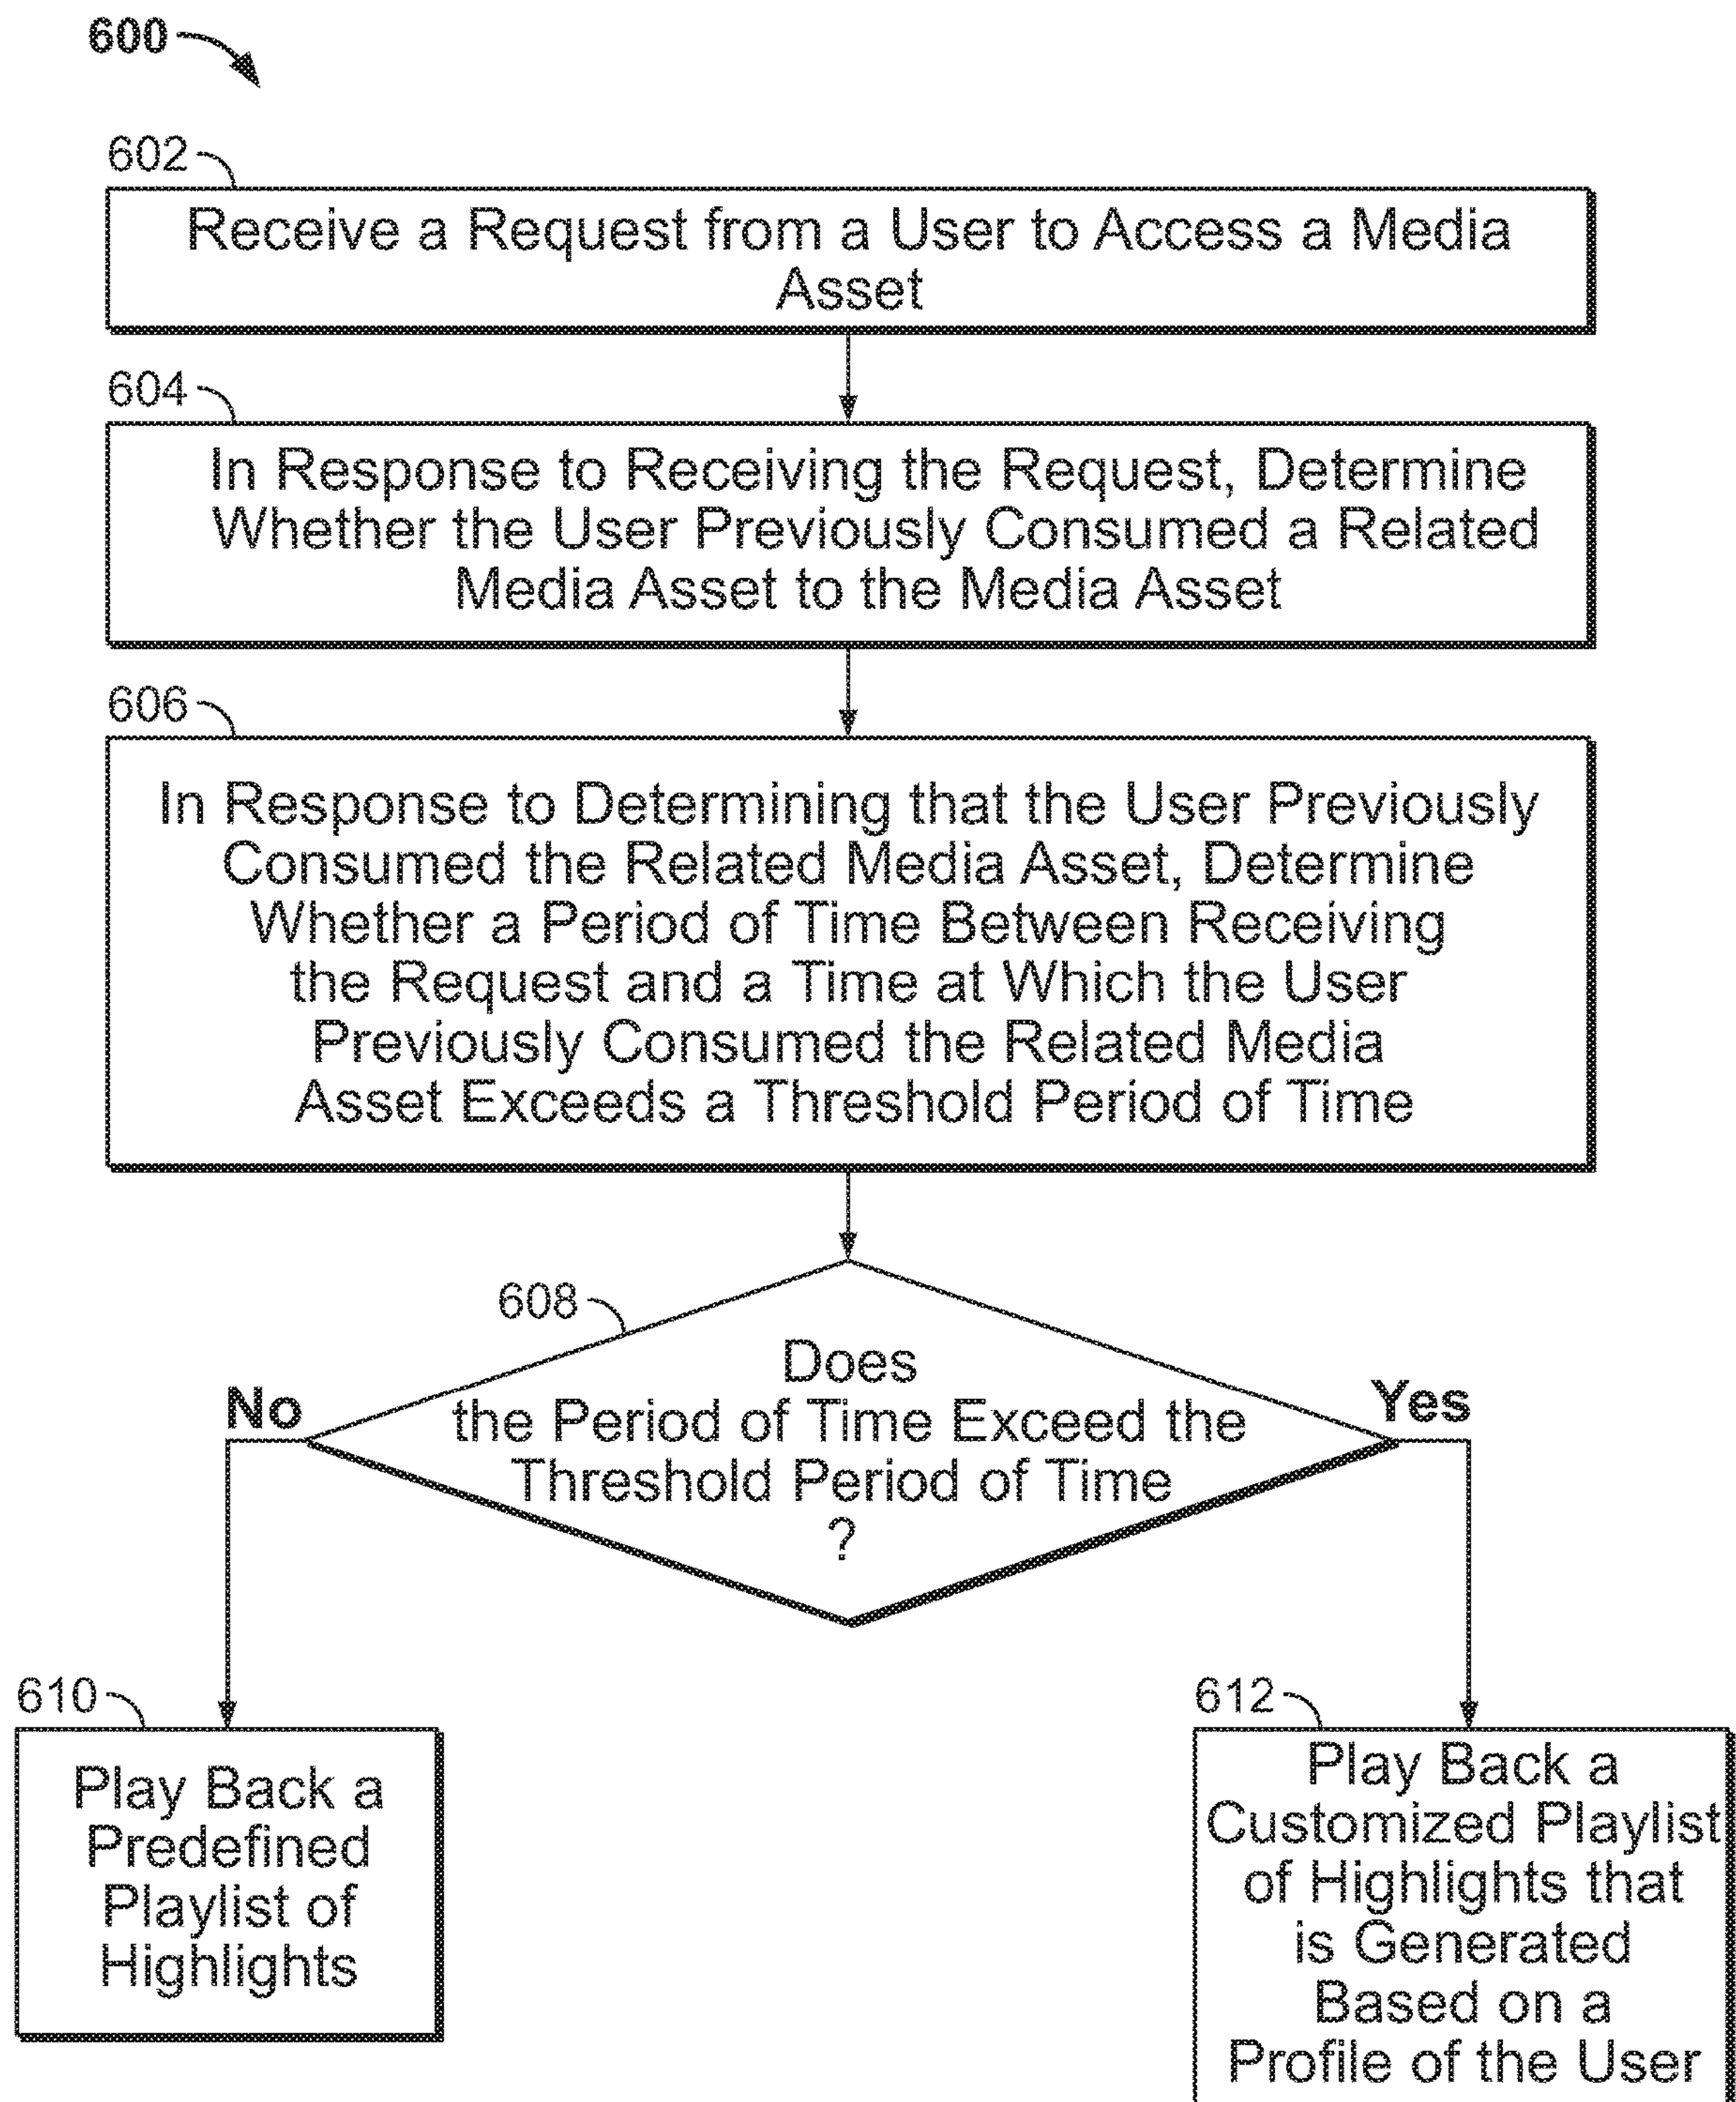 600
602
Receive a Request from a User to Access a Media
Asset
604
In Response to Receiving the Request, Determine
Whether the User Previously Consumed a Related
Media Asset to the Media Asset
606
In Response to Determining that the User Previously
Consumed the Related Media Asset, Determine
Whether a Period of Time Between Receiving
the Request and a Time at Which the User
Previously Consumed the Related Media
Asset Exceeds a Threshold Period of Time
608
Does
the Period of Time Exceed the
Threshold Period of Time
?
No
Yes
610
Play Back a
Predefined
Playlist of
Highlights
612
Play Back a
Customized Playlist
of Highlights that
is Generated
Based on a
Profile of the User